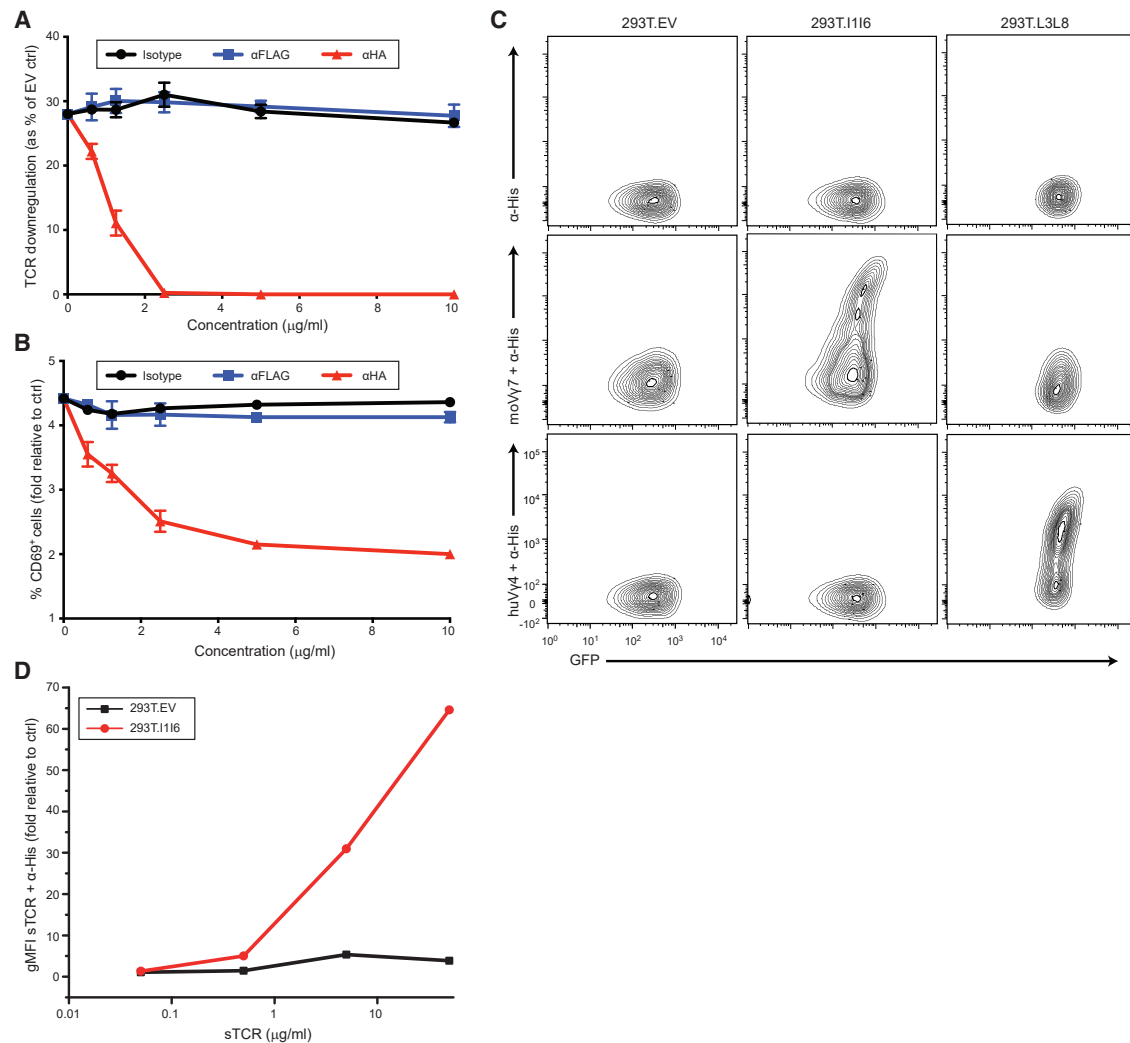 A
TCR downregulation (as % of EV ctrl)
40
30
20
10
0
Isotype
αFLAG
αHA
0
2
4
6
8
10
Concentration (μg/ml)
B
% CD69⁺ cells (fold relative to ctrl)
5
4
3
2
1
Isotype
αFLAG
αHA
0
2
4
6
8
10
Concentration (μg/ml)
C
293T.EV
293T.I1I6
293T.L3L8
α-His
moVγ7 + α-His
huVγ4 + α-His
10⁵
10⁴
10³
10²
0
-10²
10⁰
10¹
10²
10³
10⁴
GFP
D
gMFI sTCR + α-His (fold relative to ctrl)
70
60
50
40
30
20
10
0
293T.EV
293T.I1I6
0.01
0.1
1
10
sTCR (μg/ml)